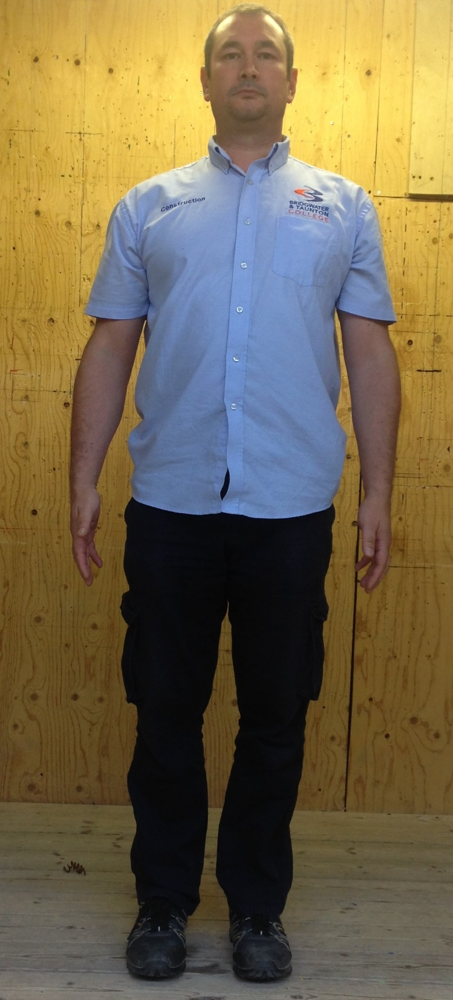 Construction
BRIDGWATER
& TAUNTON
COLLEGE